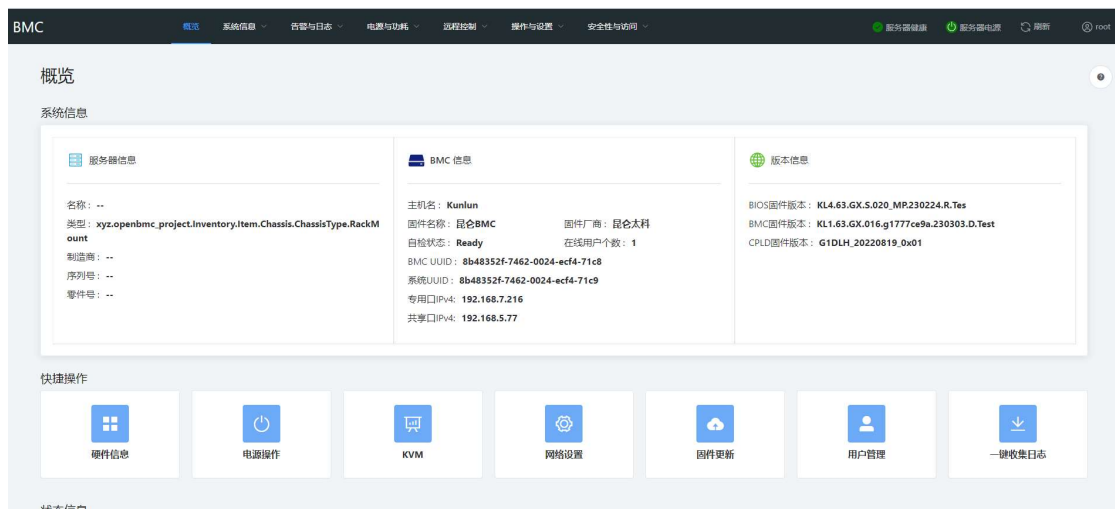 BMC 概览 系统信息 告警与日志 电源与功耗 远程控制 操作与设置 安全性与访问 服务器健康 服务器电源 刷新 root
概览
系统信息
服务器信息
名称： --
类型： xyz.openbmc_project.Inventory.Item.Chassis.ChassisType.RackM
ount
制造商： --
序列号： --
零件号： --
BMC 信息
主机名： Kunlun
固件名称： 昆仑BMC 固件厂商： 昆仑太科
自检状态： Ready 在线用户个数： 1
BMC UUID： 8b48352f-7462-0024-ecf4-71c8
系统UUID： 8b48352f-7462-0024-ecf4-71c9
专用口IPv4: 192.168.7.216
共享口IPv4: 192.168.5.77
版本信息
BIOS固件版本： KL4.63.GX.S.020_MP.230224.R.Tes
BMC固件版本： KL1.63.GX.016.g1777ce9a.230303.D.Test
CPLD固件版本： G1DLH_20220819_0x01
快捷操作
硬件信息 电源操作 KVM 网络设置 固件更新 用户管理 一键收集日志